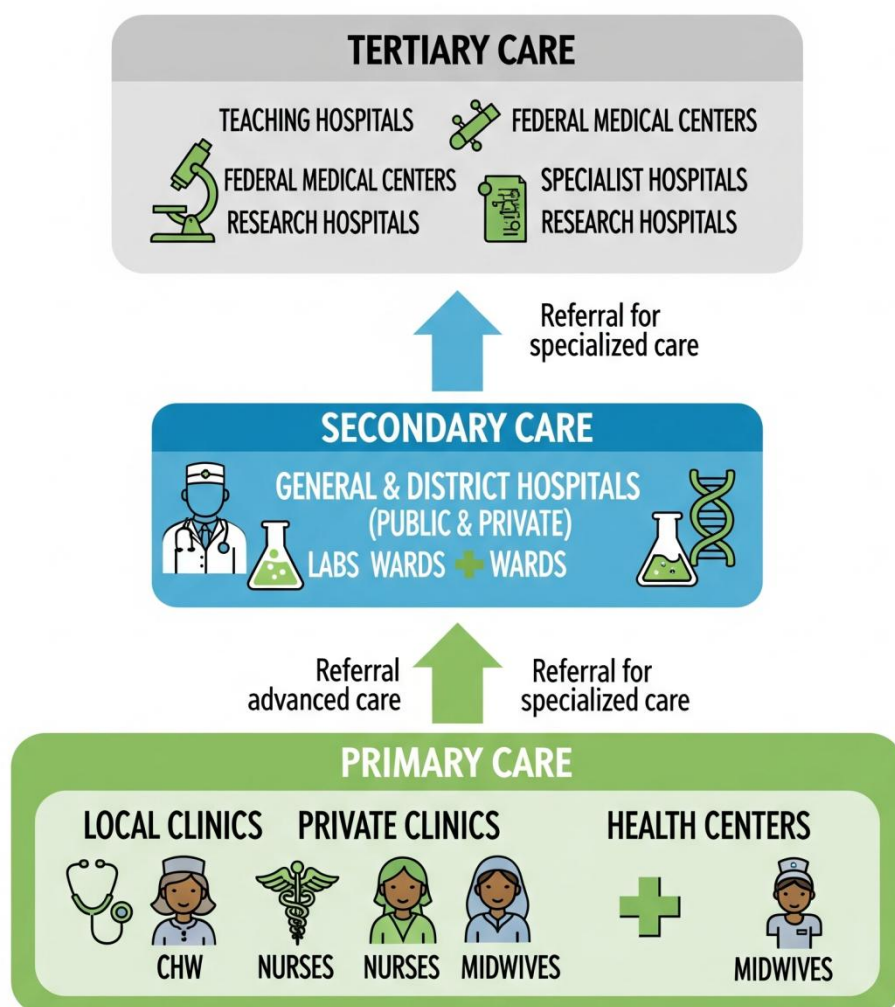 TERTIARY CARE
TEACHING HOSPITALS
FEDERAL MEDICAL CENTERS
FEDERAL MEDICAL CENTERS
SPECIALIST HOSPITALS
RESEARCH HOSPITALS
RESEARCH HOSPITALS
Referral for
specialized care
SECONDARY CARE
GENERAL & DISTRICT HOSPITALS
(PUBLIC & PRIVATE)
LABS WARDS WARDS
Referral
advanced care
Referral for
specialized care
PRIMARY CARE
LOCAL CLINICS
PRIVATE CLINICS
HEALTH CENTERS
CHW
NURSES
NURSES
MIDWIVES
MIDWIVES